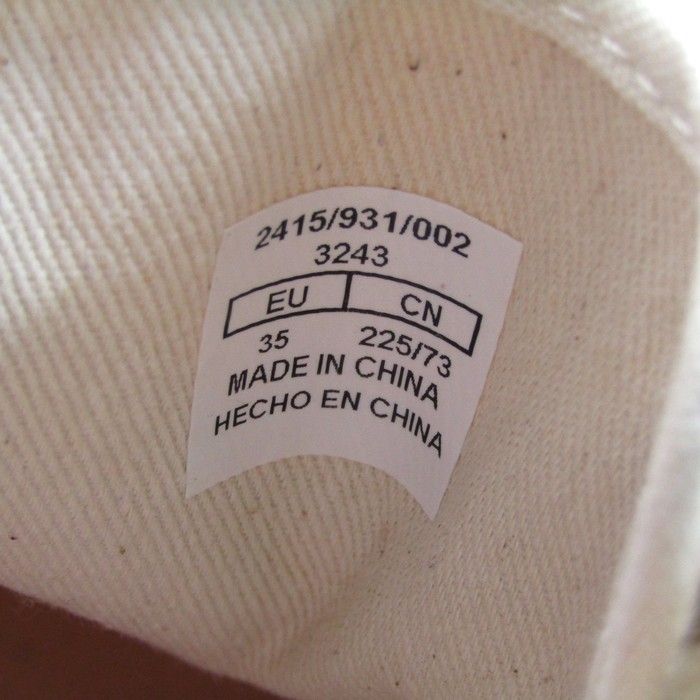 2415/931/002
3243
EU CN
35 225/73
MADE IN CHINA
HECHO EN CHINA